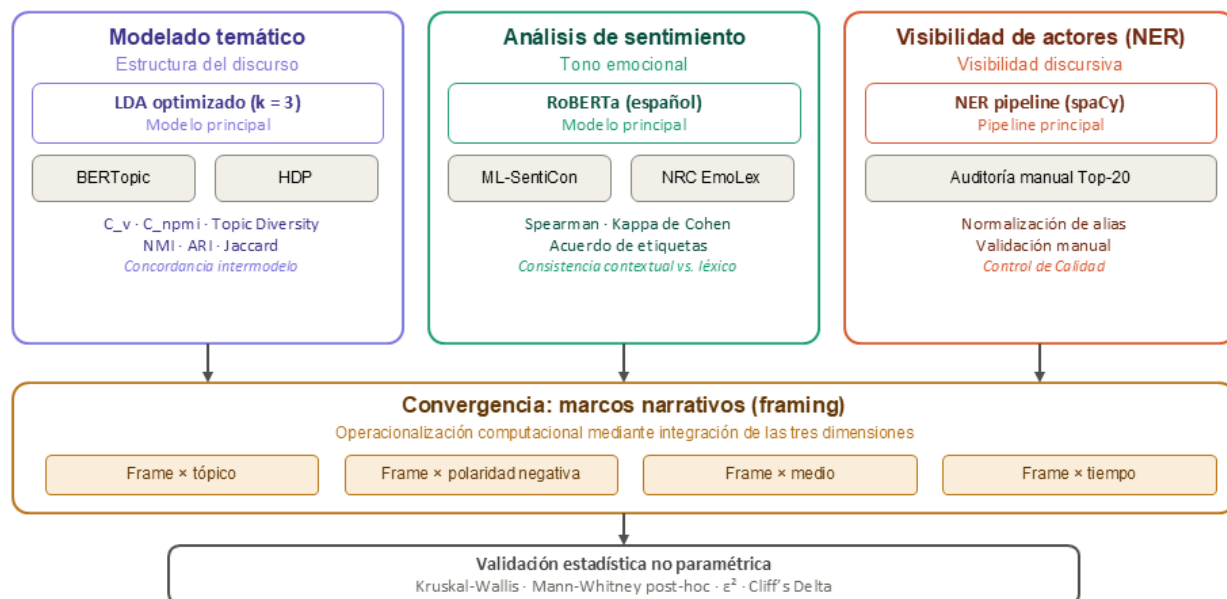 Modelado temático
Estructura del discurso
LDA optimizado (k = 3)
Modelo principal
BERTopic
HDP
C_v · C_npmi · Topic Diversity
NMI · ARI · Jaccard
Concordancia intermodelo
Análisis de sentimiento
Tono emocional
RoBERTa (español)
Modelo principal
ML-SentiCon
NRC EmoLex
Spearman · Kappa de Cohen
Acuerdo de etiquetas
Consistencia contextual vs. léxico
Visibilidad de actores (NER)
Visibilidad discursiva
NER pipeline (spaCy)
Pipeline principal
Auditoría manual Top-20
Normalización de alias
Validación manual
Control de Calidad
Convergencia: marcos narrativos (framing)
Operacionalización computacional mediante integración de las tres dimensiones
Frame × tópico
Frame × polaridad negativa
Frame × medio
Frame × tiempo
Validación estadística no paramétrica
Kruskal-Wallis · Mann-Whitney post-hoc · ε² · Cliff's Delta